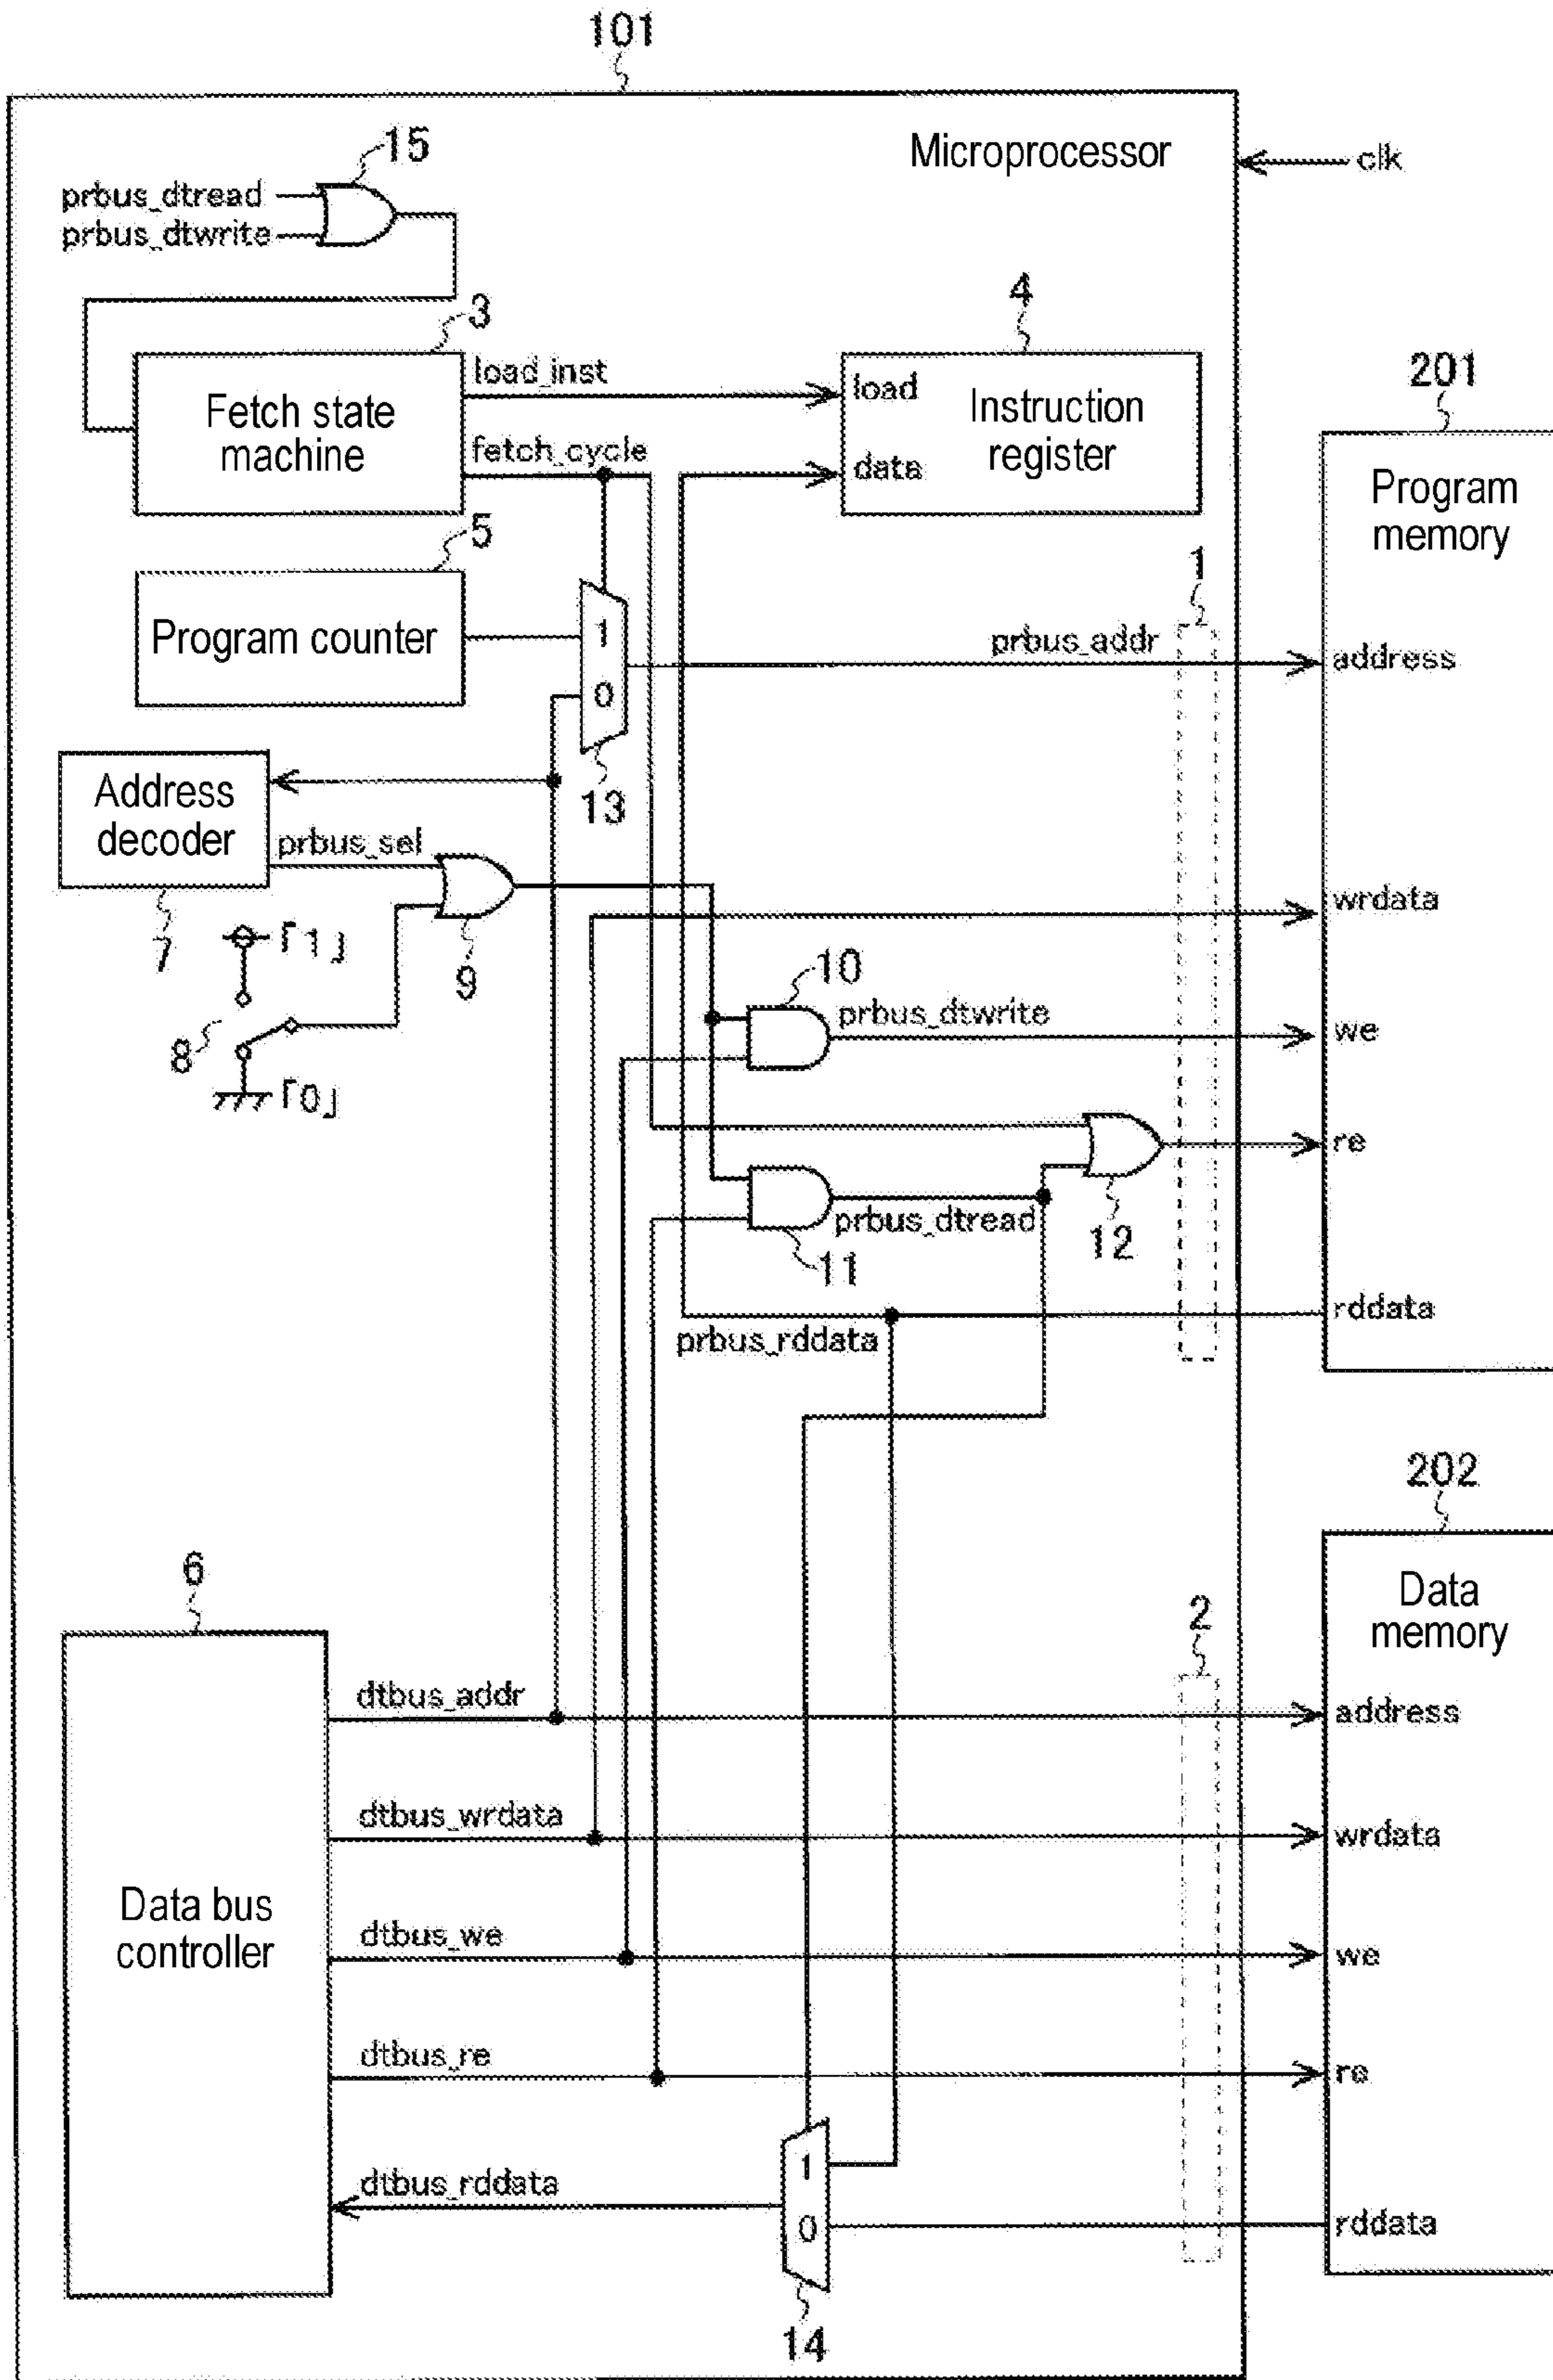 101
Microprocessor
clk
15
prbus_dtread
prbus_dtwrite
3
Fetch state
machine
load_inst
fetch_cycle
4
load
data
Instruction
register
201
Program
memory
5
Program counter
1
0
13
prbus_addr
1
address
Address
decoder
7
prbus_sel
9
「1」
8
「0」
wrdata
10
prbus_dtwrite
we
11
prbus_dtread
12
re
prbus_rddata
rddata
202
Data
memory
6
Data bus
controller
2
dtbus_addr
address
dtbus_wrdata
wrdata
dtbus_we
we
dtbus_re
re
dtbus_rddata
1
0
14
rddata